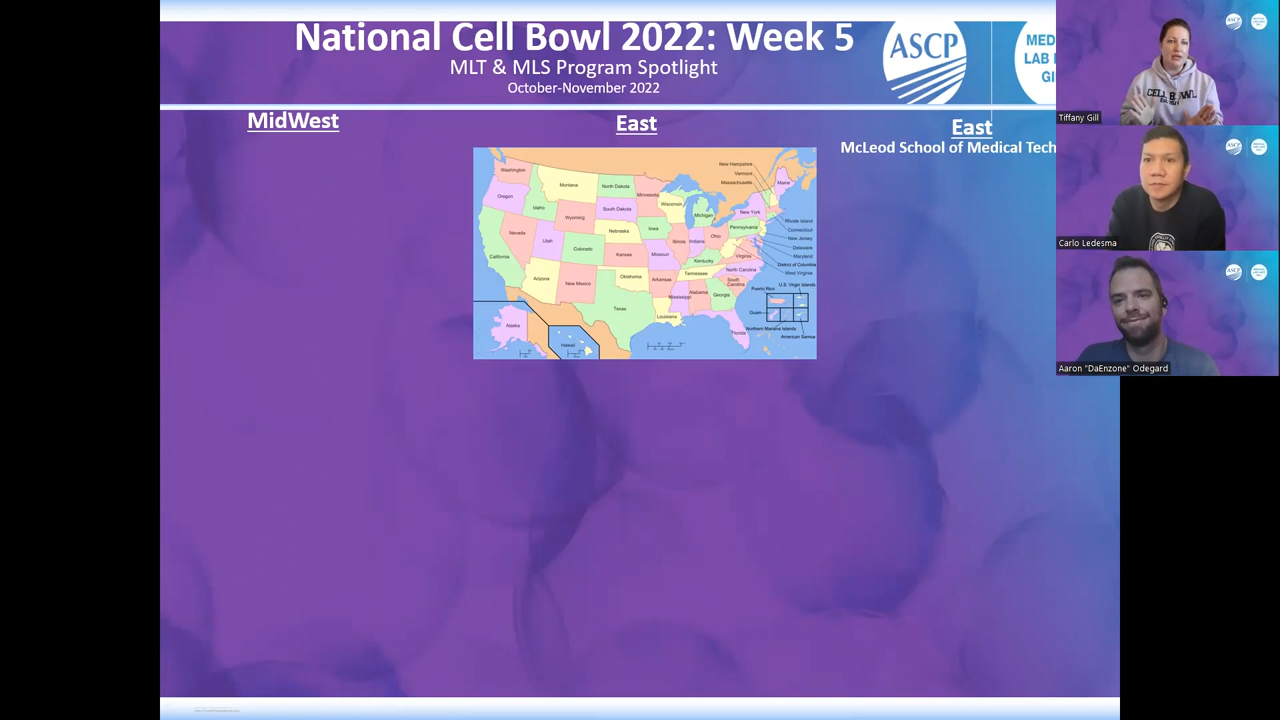 National Cell Bowl 2022: Week 5
MLT & MLS Program Spotlight
October-November 2022
ASCP
MED
LAB
GI
MidWest
East
East
McLeod School of Medical Tech
Washington
Oregon
California
Nevada
Idaho
Montana
Wyoming
Utah
Arizona
Colorado
New Mexico
North Dakota
South Dakota
Nebraska
Kansas
Oklahoma
Texas
Minnesota
Iowa
Missouri
Arkansas
Louisiana
Wisconsin
Illinois
Michigan
Indiana
Ohio
Kentucky
Tennessee
Mississippi
Alabama
Georgia
Florida
South
Carolina
North Carolina
Virginia
Pennsylvania
New York
Maine
New Hampshire
Vermont
Massachusetts
Rhode Island
Connecticut
New Jersey
Delaware
Maryland
District of Columbia
West Virginia
Puerto Rico
U.S. Virgin Islands
Guam
Northern Mariana Islands
American Samoa
Alaska
Hawaii
CELL BOWL
Tiffany Gill
Carlo Ledesma
Aaron "DaEnzone" Odegard